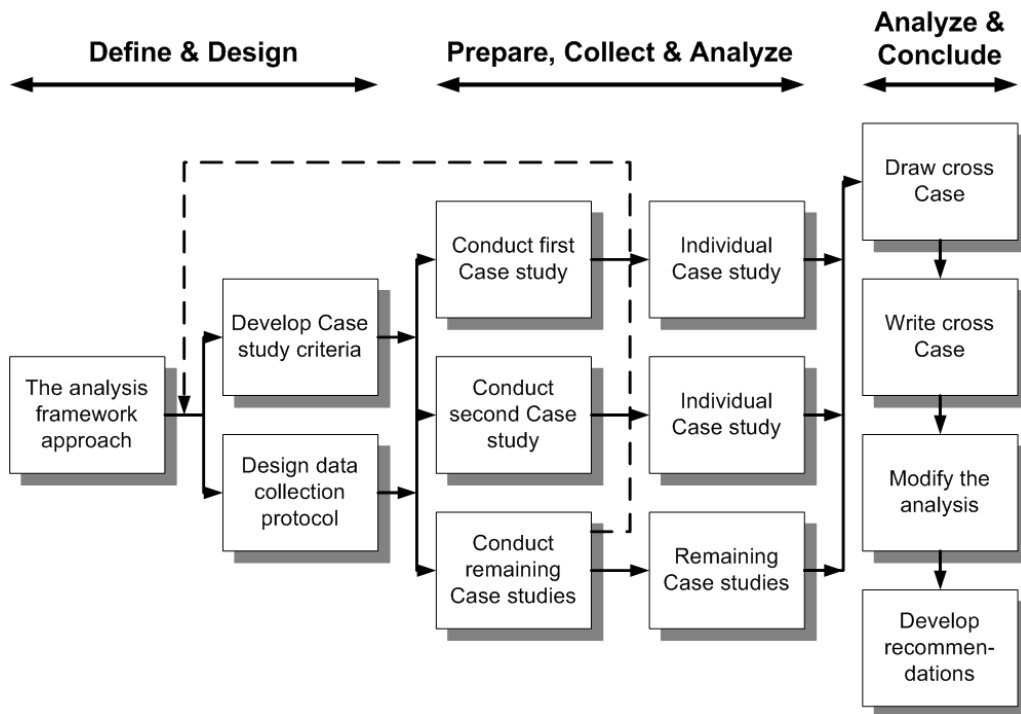 Define & Design
Prepare, Collect & Analyze
Analyze &
Conclude
The analysis
framework
approach
Develop Case
study criteria
Design data
collection
protocol
Conduct first
Case study
Conduct
second Case
study
Conduct
remaining
Case studies
Individual
Case study
Individual
Case study
Remaining
Case studies
Draw cross
Case
Write cross
Case
Modify the
analysis
Develop
recommen-
dations